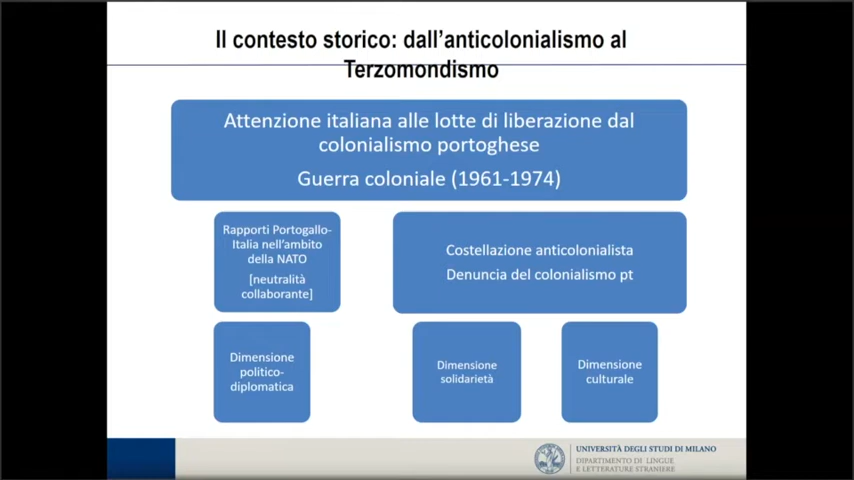 Il contesto storico: dall'anticolonialismo al
Terzomondismo
Attenzione italiana alle lotte di liberazione dal
colonialismo portoghese
Guerra coloniale (1961-1974)
Rapporti Portogallo-
Italia nell'ambito
della NATO
[neutralità
collaborante]
Costellazione anticolonialista
Denuncia del colonialismo pt
Dimensione
politico-
diplomatica
Dimensione
solidarietà
Dimensione
culturale
UNIVERSITÀ DEGLI STUDI DI MILANO
DIPARTIMENTO DI LINGUE
E LETTERATURE STRANIERE